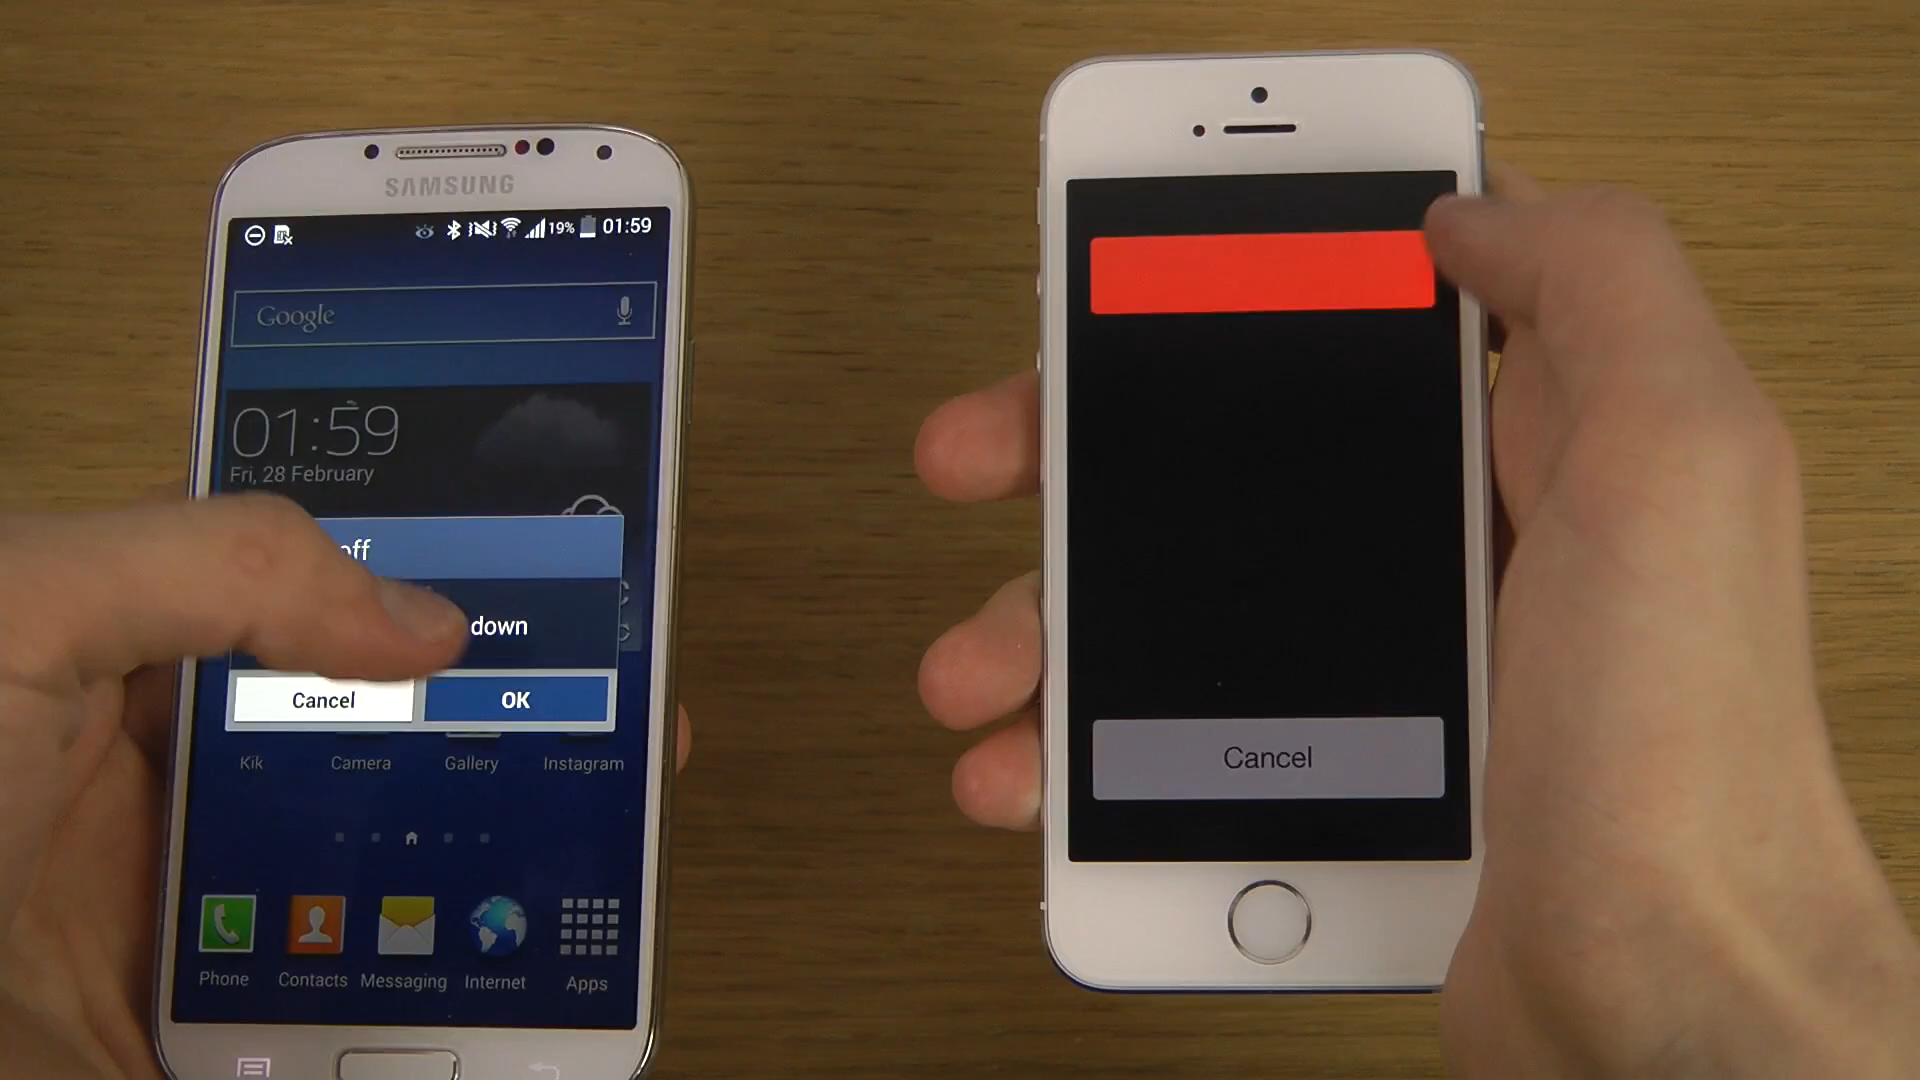 SAMSUNG
19% 01:59
Google
01:59
Fri, 28 February
off
down
Cancel OK
Kik Camera Gallery Instagram
Phone Contacts Messaging Internet Apps
Cancel